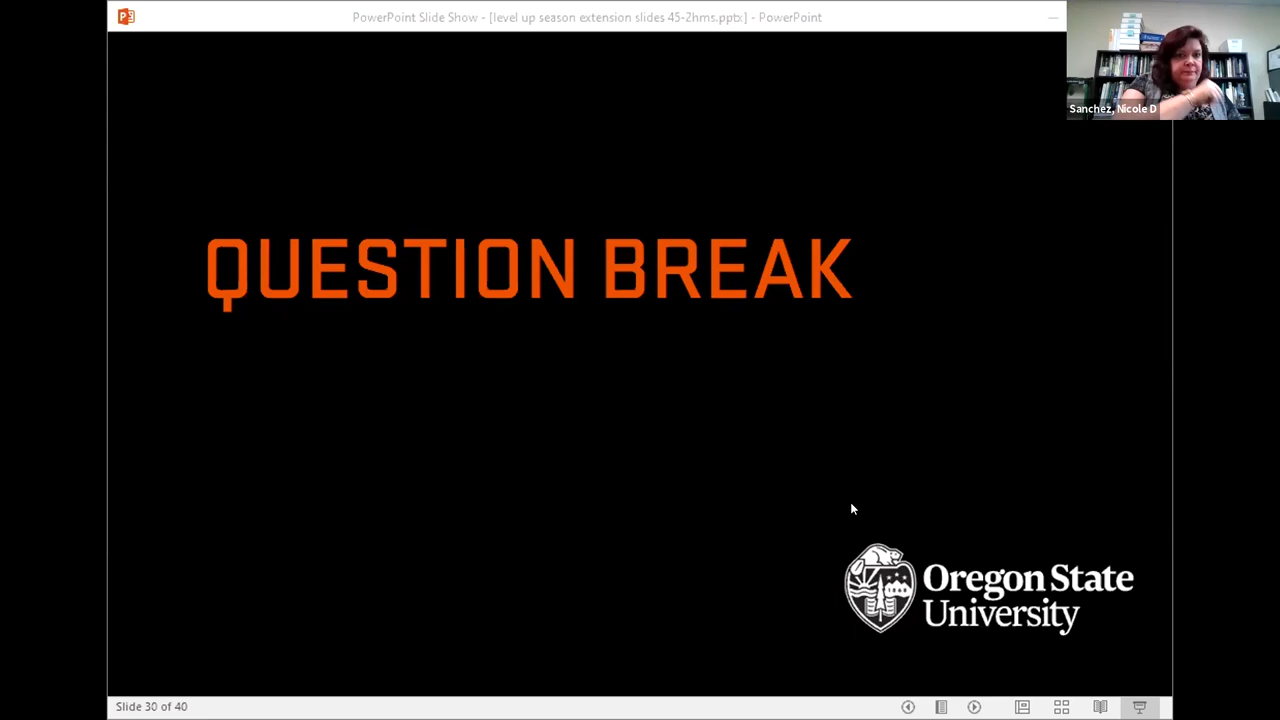 PowerPoint Slide Show - [level up season extension slides 45-2hms.pptx] - PowerPoint
Sanchez, Nicole D
QUESTION BREAK
Oregon State
University
Slide 30 of 40